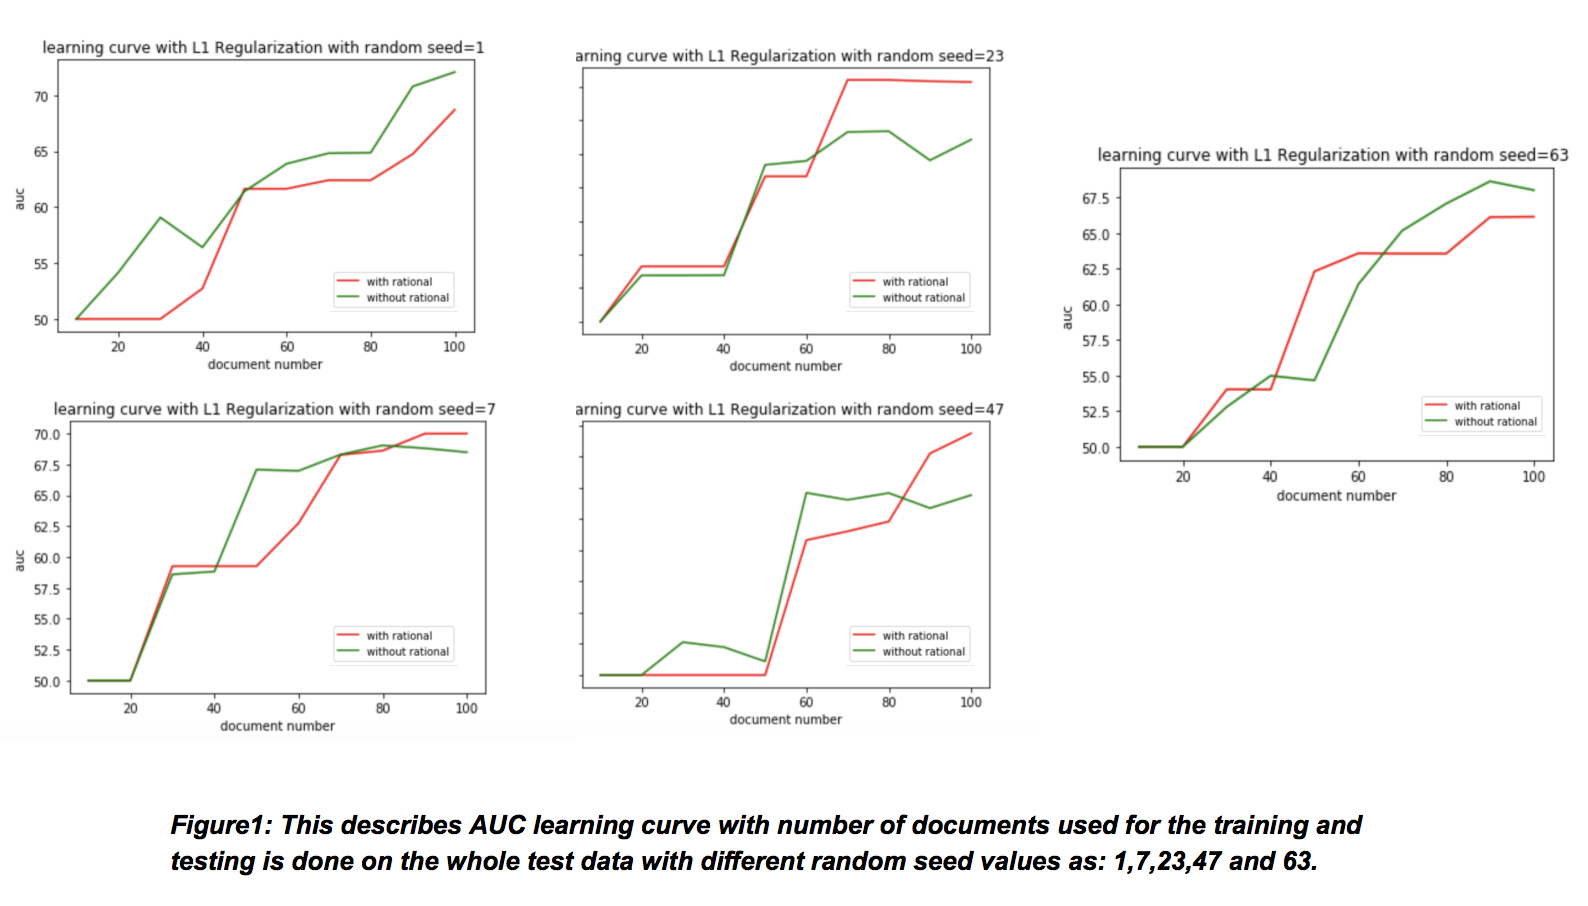 learning curve with L1 Regularization with random seed=1
70
65
60
55
50
auc
with rational
without rational
20 40 60 80 100
document number
arning curve with L1 Regularization with random seed=23
with rational
without rational
20 40 60 80 100
document number
learning curve with L1 Regularization with random seed=63
67.5
65.0
62.5
60.0
57.5
55.0
52.5
50.0
auc
with rational
without rational
20 40 60 80 100
document number
learning curve with L1 Regularization with random seed=7
70.0
67.5
65.0
62.5
60.0
57.5
55.0
52.5
50.0
auc
with rational
without rational
20 40 60 80 100
document number
arning curve with L1 Regularization with random seed=47
with rational
without rational
20 40 60 80 100
document number
Figure1: This describes AUC learning curve with number of documents used for the training and
testing is done on the whole test data with different random seed values as: 1,7,23,47 and 63.